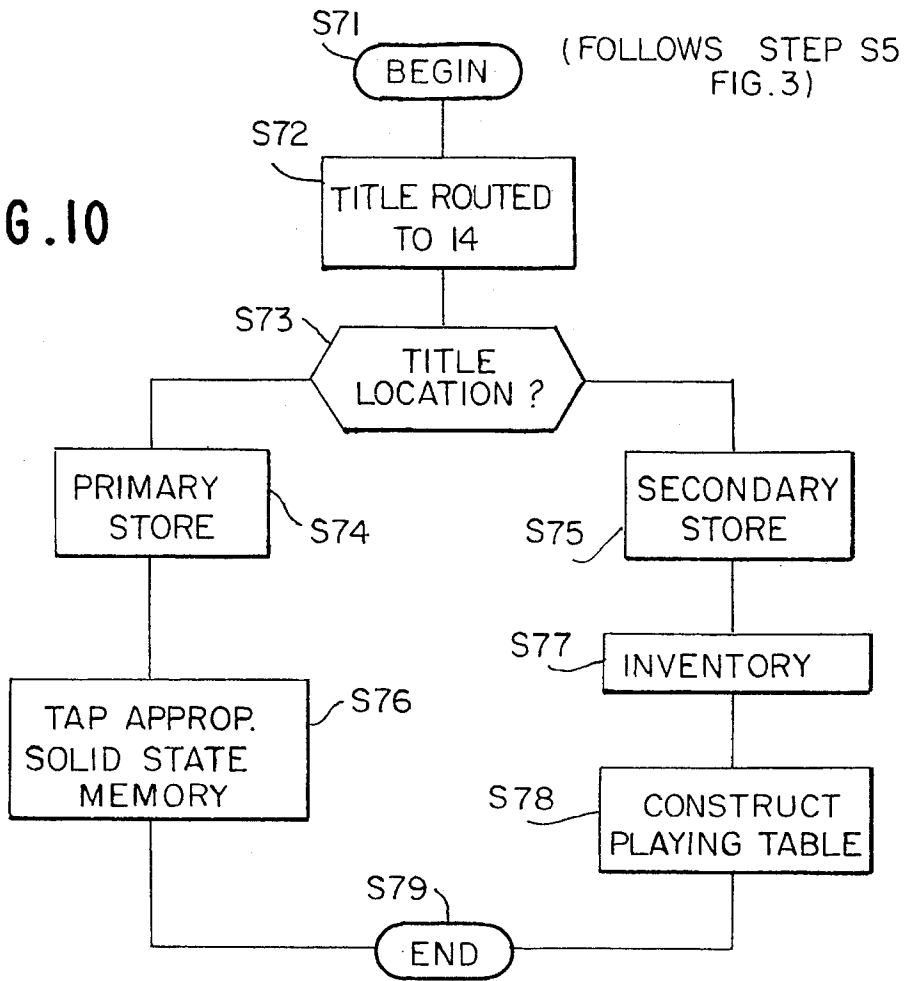 S71
BEGIN
(FOLLOWS STEP S5
FIG.3)
S72
TITLE ROUTED
TO 14
G.10
S73
TITLE
LOCATION ?
PRIMARY
STORE
S74
SECONDARY
STORE
S75
S77
INVENTORY
TAP APPROP.
SOLID STATE
MEMORY
S76
S78
CONSTRUCT
PLAYING TABLE
S79
END